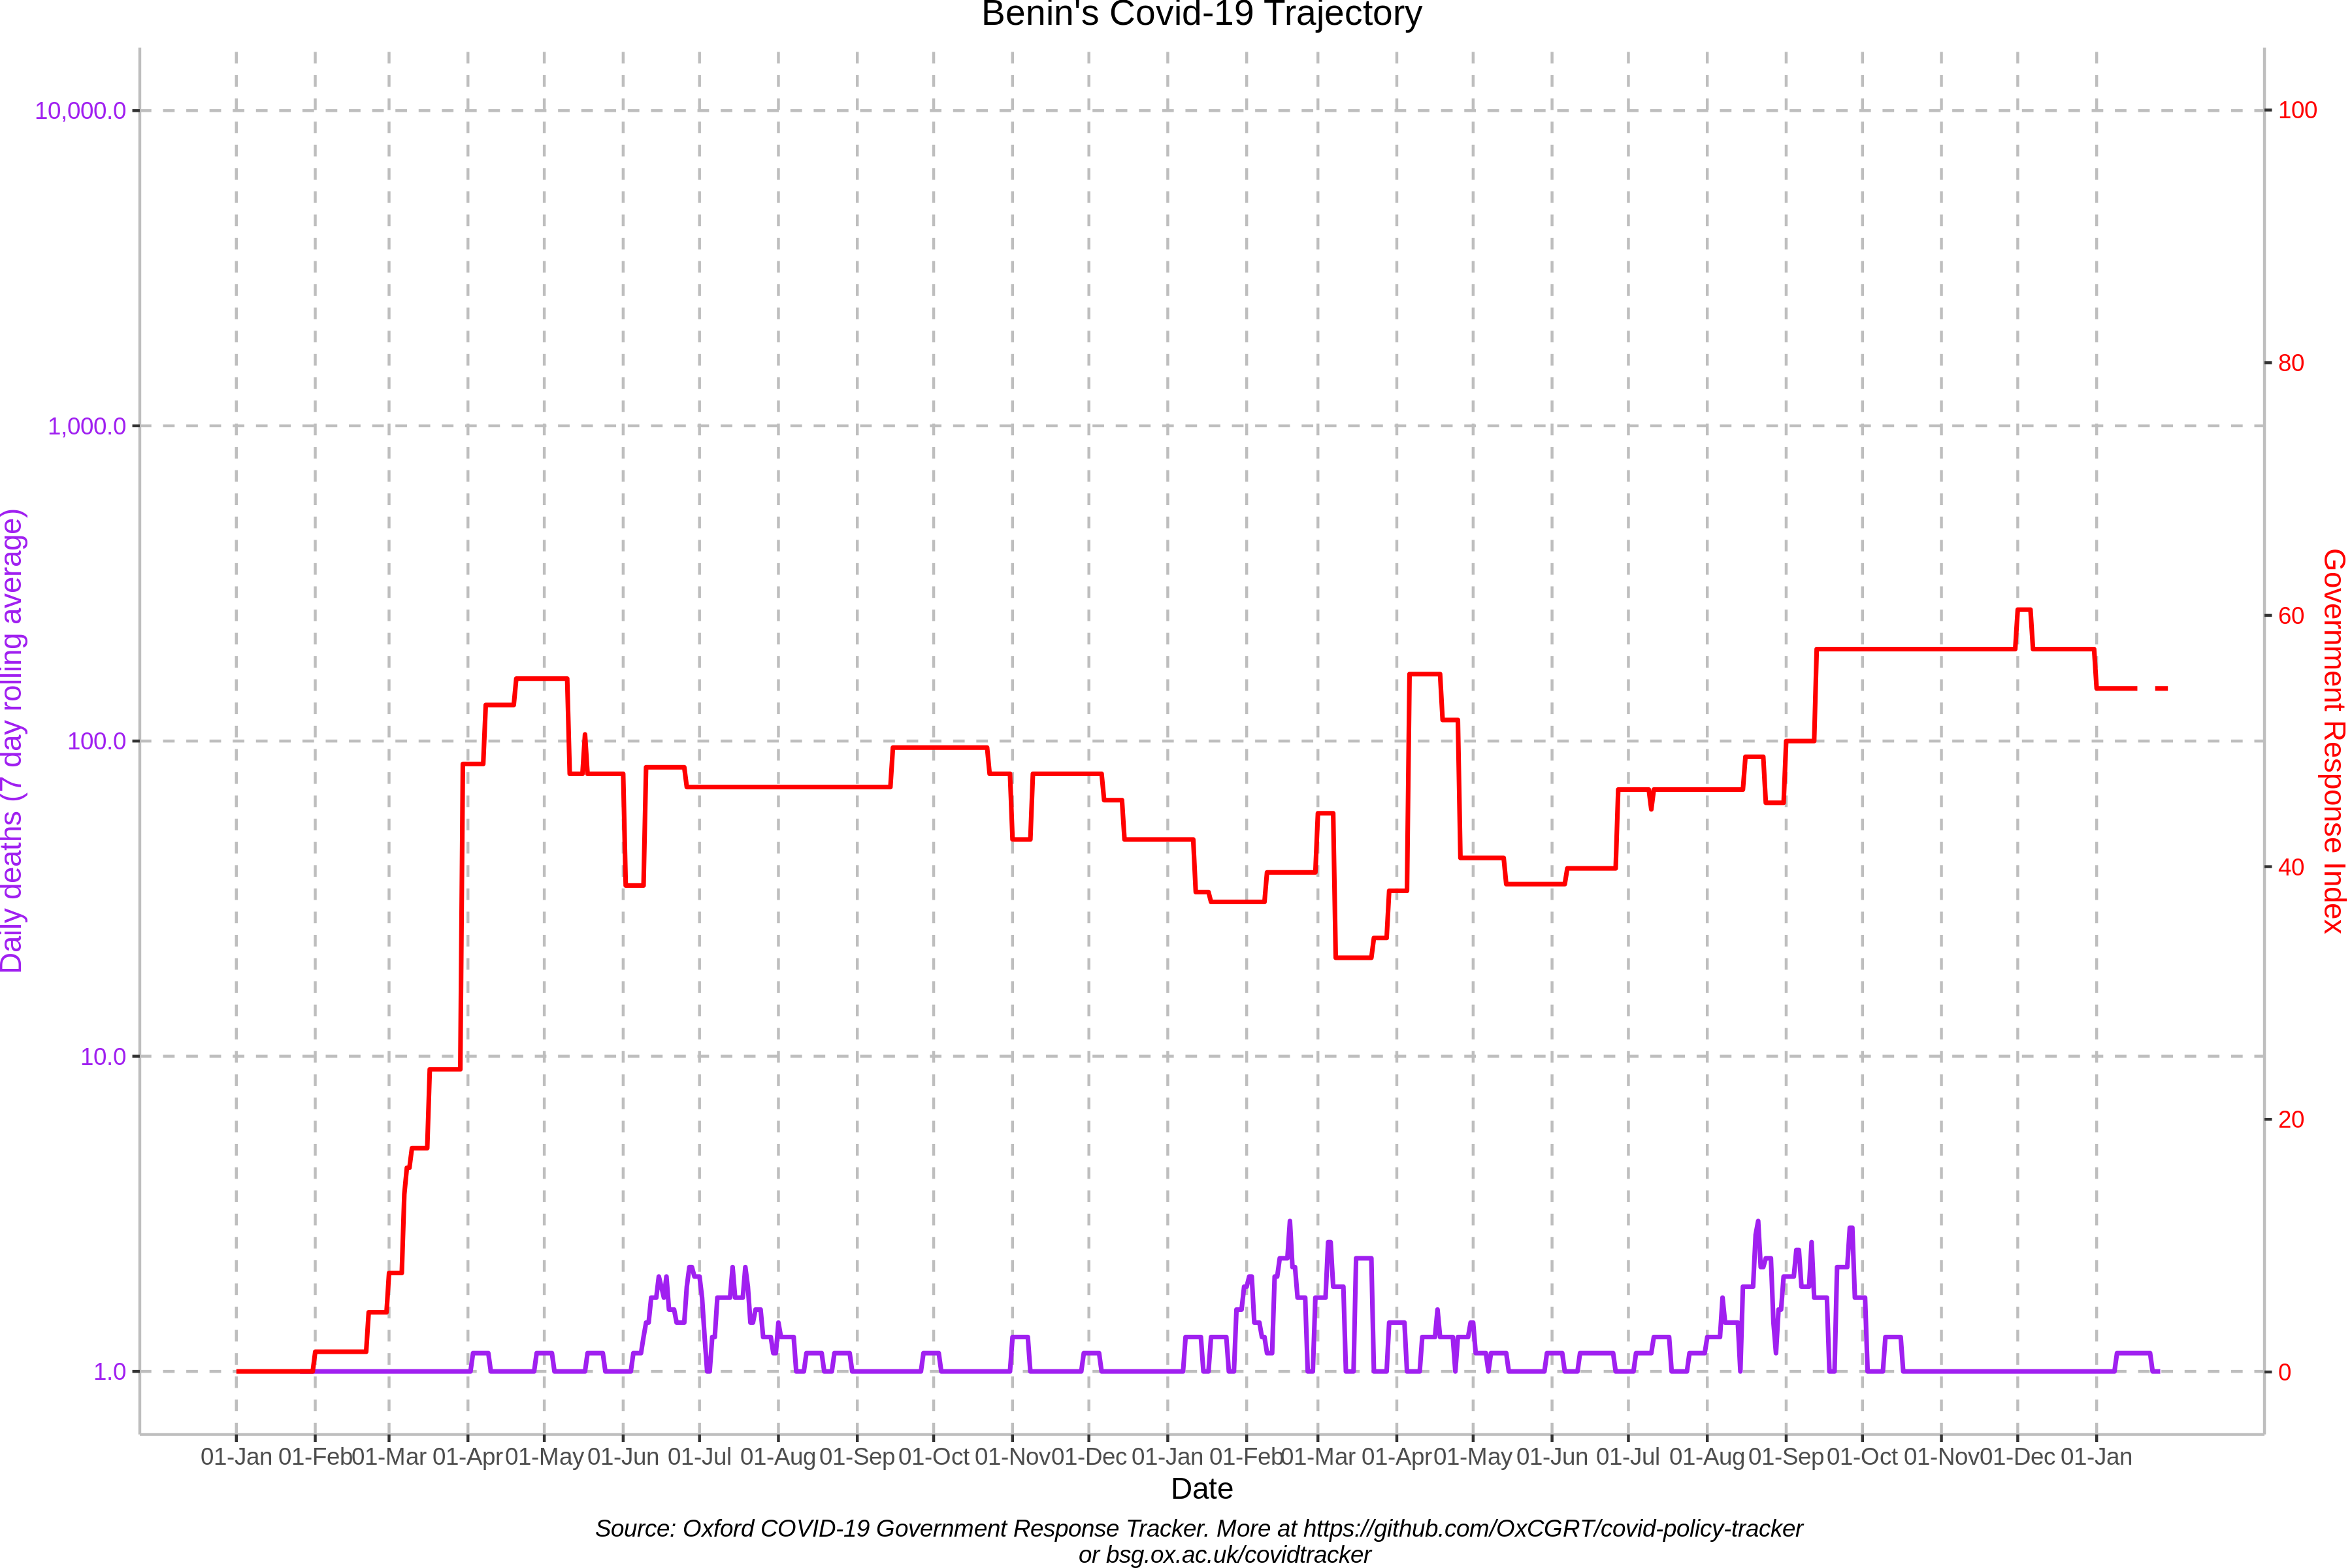 Benin's Covid-19 Trajectory
10,000.0
1,000.0
100.0
10.0
1.0
Daily deaths (7 day rolling average)
100
80
60
40
20
0
Government Response Index
01-Jan 01-Feb 01-Mar 01-Apr 01-May 01-Jun 01-Jul 01-Aug 01-Sep 01-Oct 01-Nov 01-Dec 01-Jan 01-Feb 01-Mar 01-Apr 01-May 01-Jun 01-Jul 01-Aug 01-Sep 01-Oct 01-Nov 01-Dec 01-Jan
Date
Source: Oxford COVID-19 Government Response Tracker. More at https://github.com/OxCGRT/covid-policy-tracker
or bsg.ox.ac.uk/covidtracker